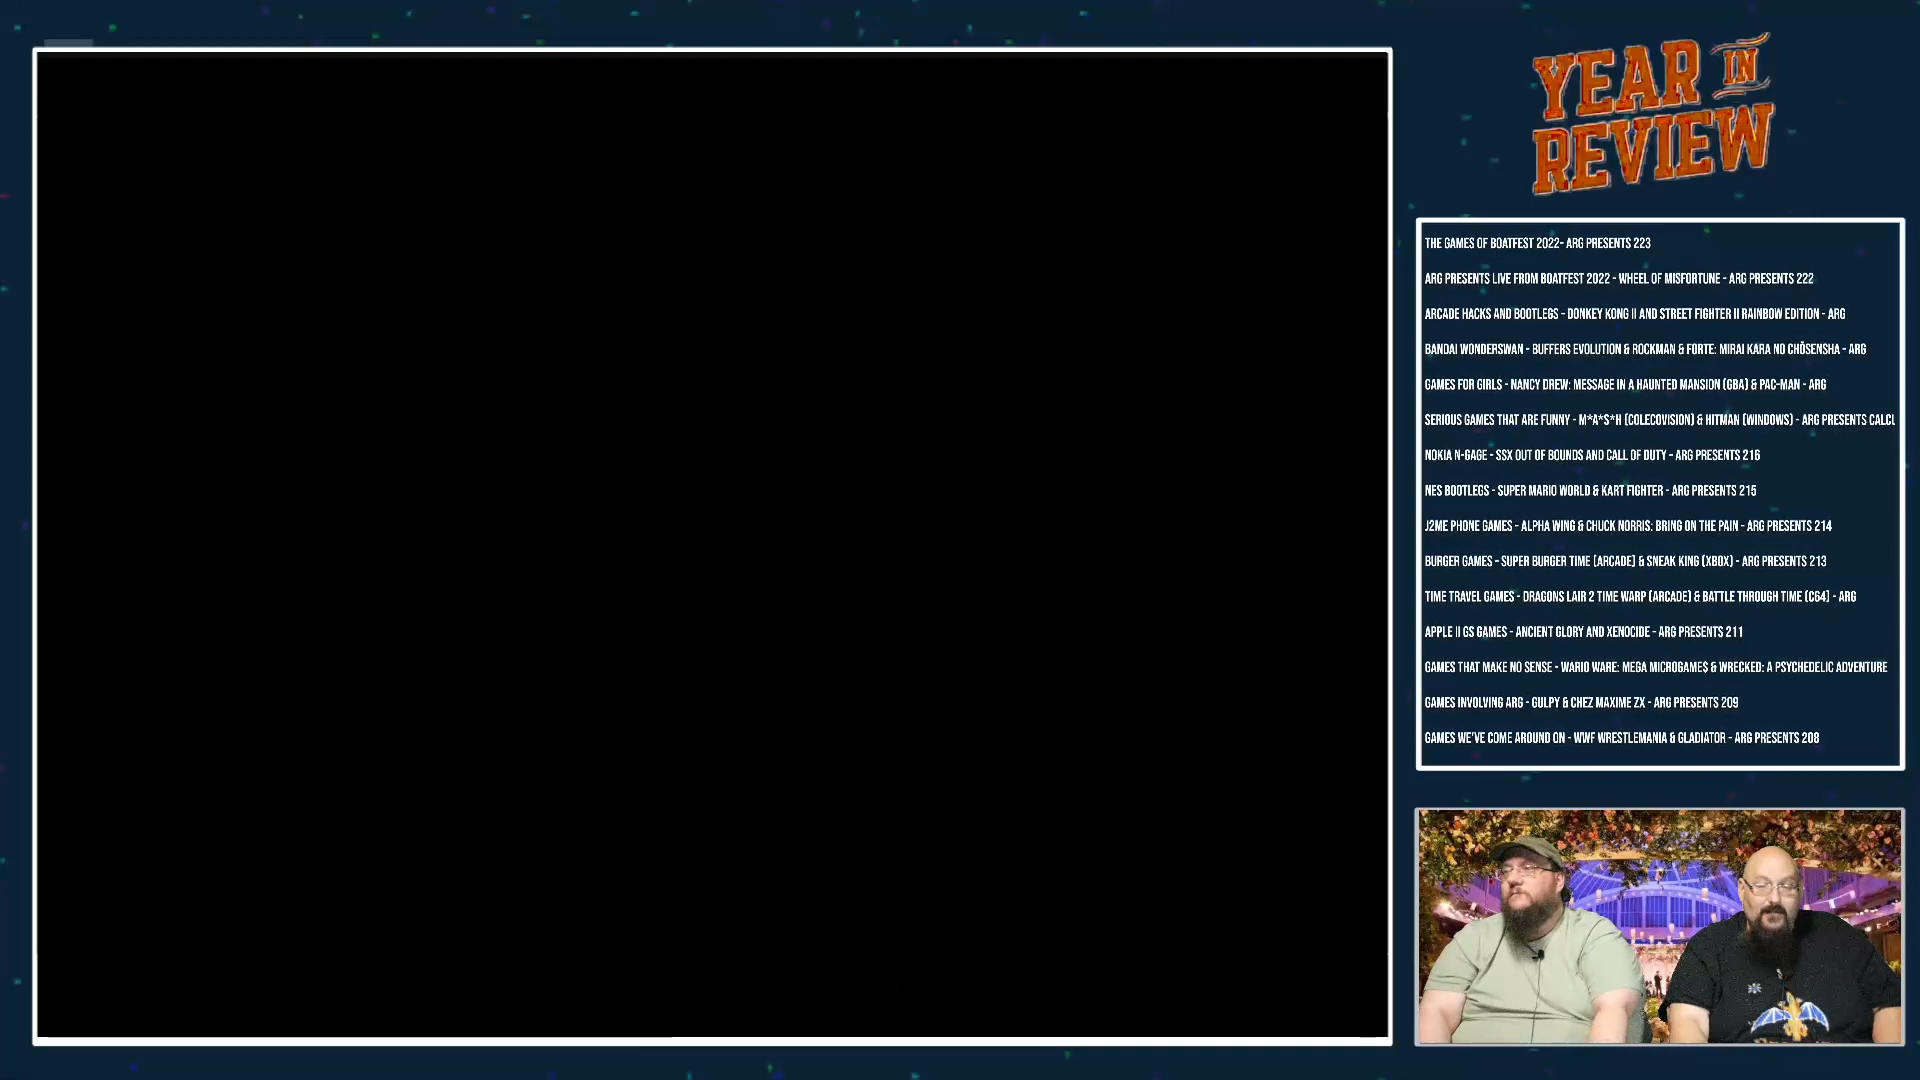 YEAR IN
REVIEW
THE GAMES OF BOATFEST 2022- ARG PRESENTS 223
ARG PRESENTS LIVE FROM BOATFEST 2022 - WHEEL OF MISFORTUNE - ARG PRESENTS 222
ARCADE HACKS AND BOOTLEGS - DONKEY KONG II AND STREET FIGHTER II RAINBOW EDITION - ARG
BANDAI WONDERSWAN - BUFFERS EVOLUTION & ROCKMAN & FORTE: MIRAI KARA NO CHŌSENSHA - ARG
GAMES FOR GIRLS - NANCY DREW: MESSAGE IN A HAUNTED MANSION (GBA) & PAC-MAN - ARG
SERIOUS GAMES THAT ARE FUNNY - M*A*S*H (COLECOVISION) & HITMAN (WINDOWS) - ARG PRESENTS CALCU
NOKIA N-GAGE - SSX OUT OF BOUNDS AND CALL OF DUTY - ARG PRESENTS 216
NES BOOTLEGS - SUPER MARIO WORLD & KART FIGHTER - ARG PRESENTS 215
J2ME PHONE GAMES - ALPHA WING & CHUCK NORRIS: BRING ON THE PAIN - ARG PRESENTS 214
BURGER GAMES - SUPER BURGER TIME (ARCADE) & SNEAK KING (XBOX) - ARG PRESENTS 213
TIME TRAVEL GAMES - DRAGONS LAIR 2 TIME WARP (ARCADE) & BATTLE THROUGH TIME (C64) - ARG
APPLE II GS GAMES - ANCIENT GLORY AND XENOCIDE - ARG PRESENTS 211
GAMES THAT MAKE NO SENSE - WARIO WARE: MEGA MICROGAME$ & WRECKED: A PSYCHEDELIC ADVENTURE
GAMES INVOLVING ARG - GULPY & CHEZ MAXIME ZX - ARG PRESENTS 209
GAMES WE'VE COME AROUND ON - WWF WRESTLEMANIA & GLADIATOR - ARG PRESENTS 208